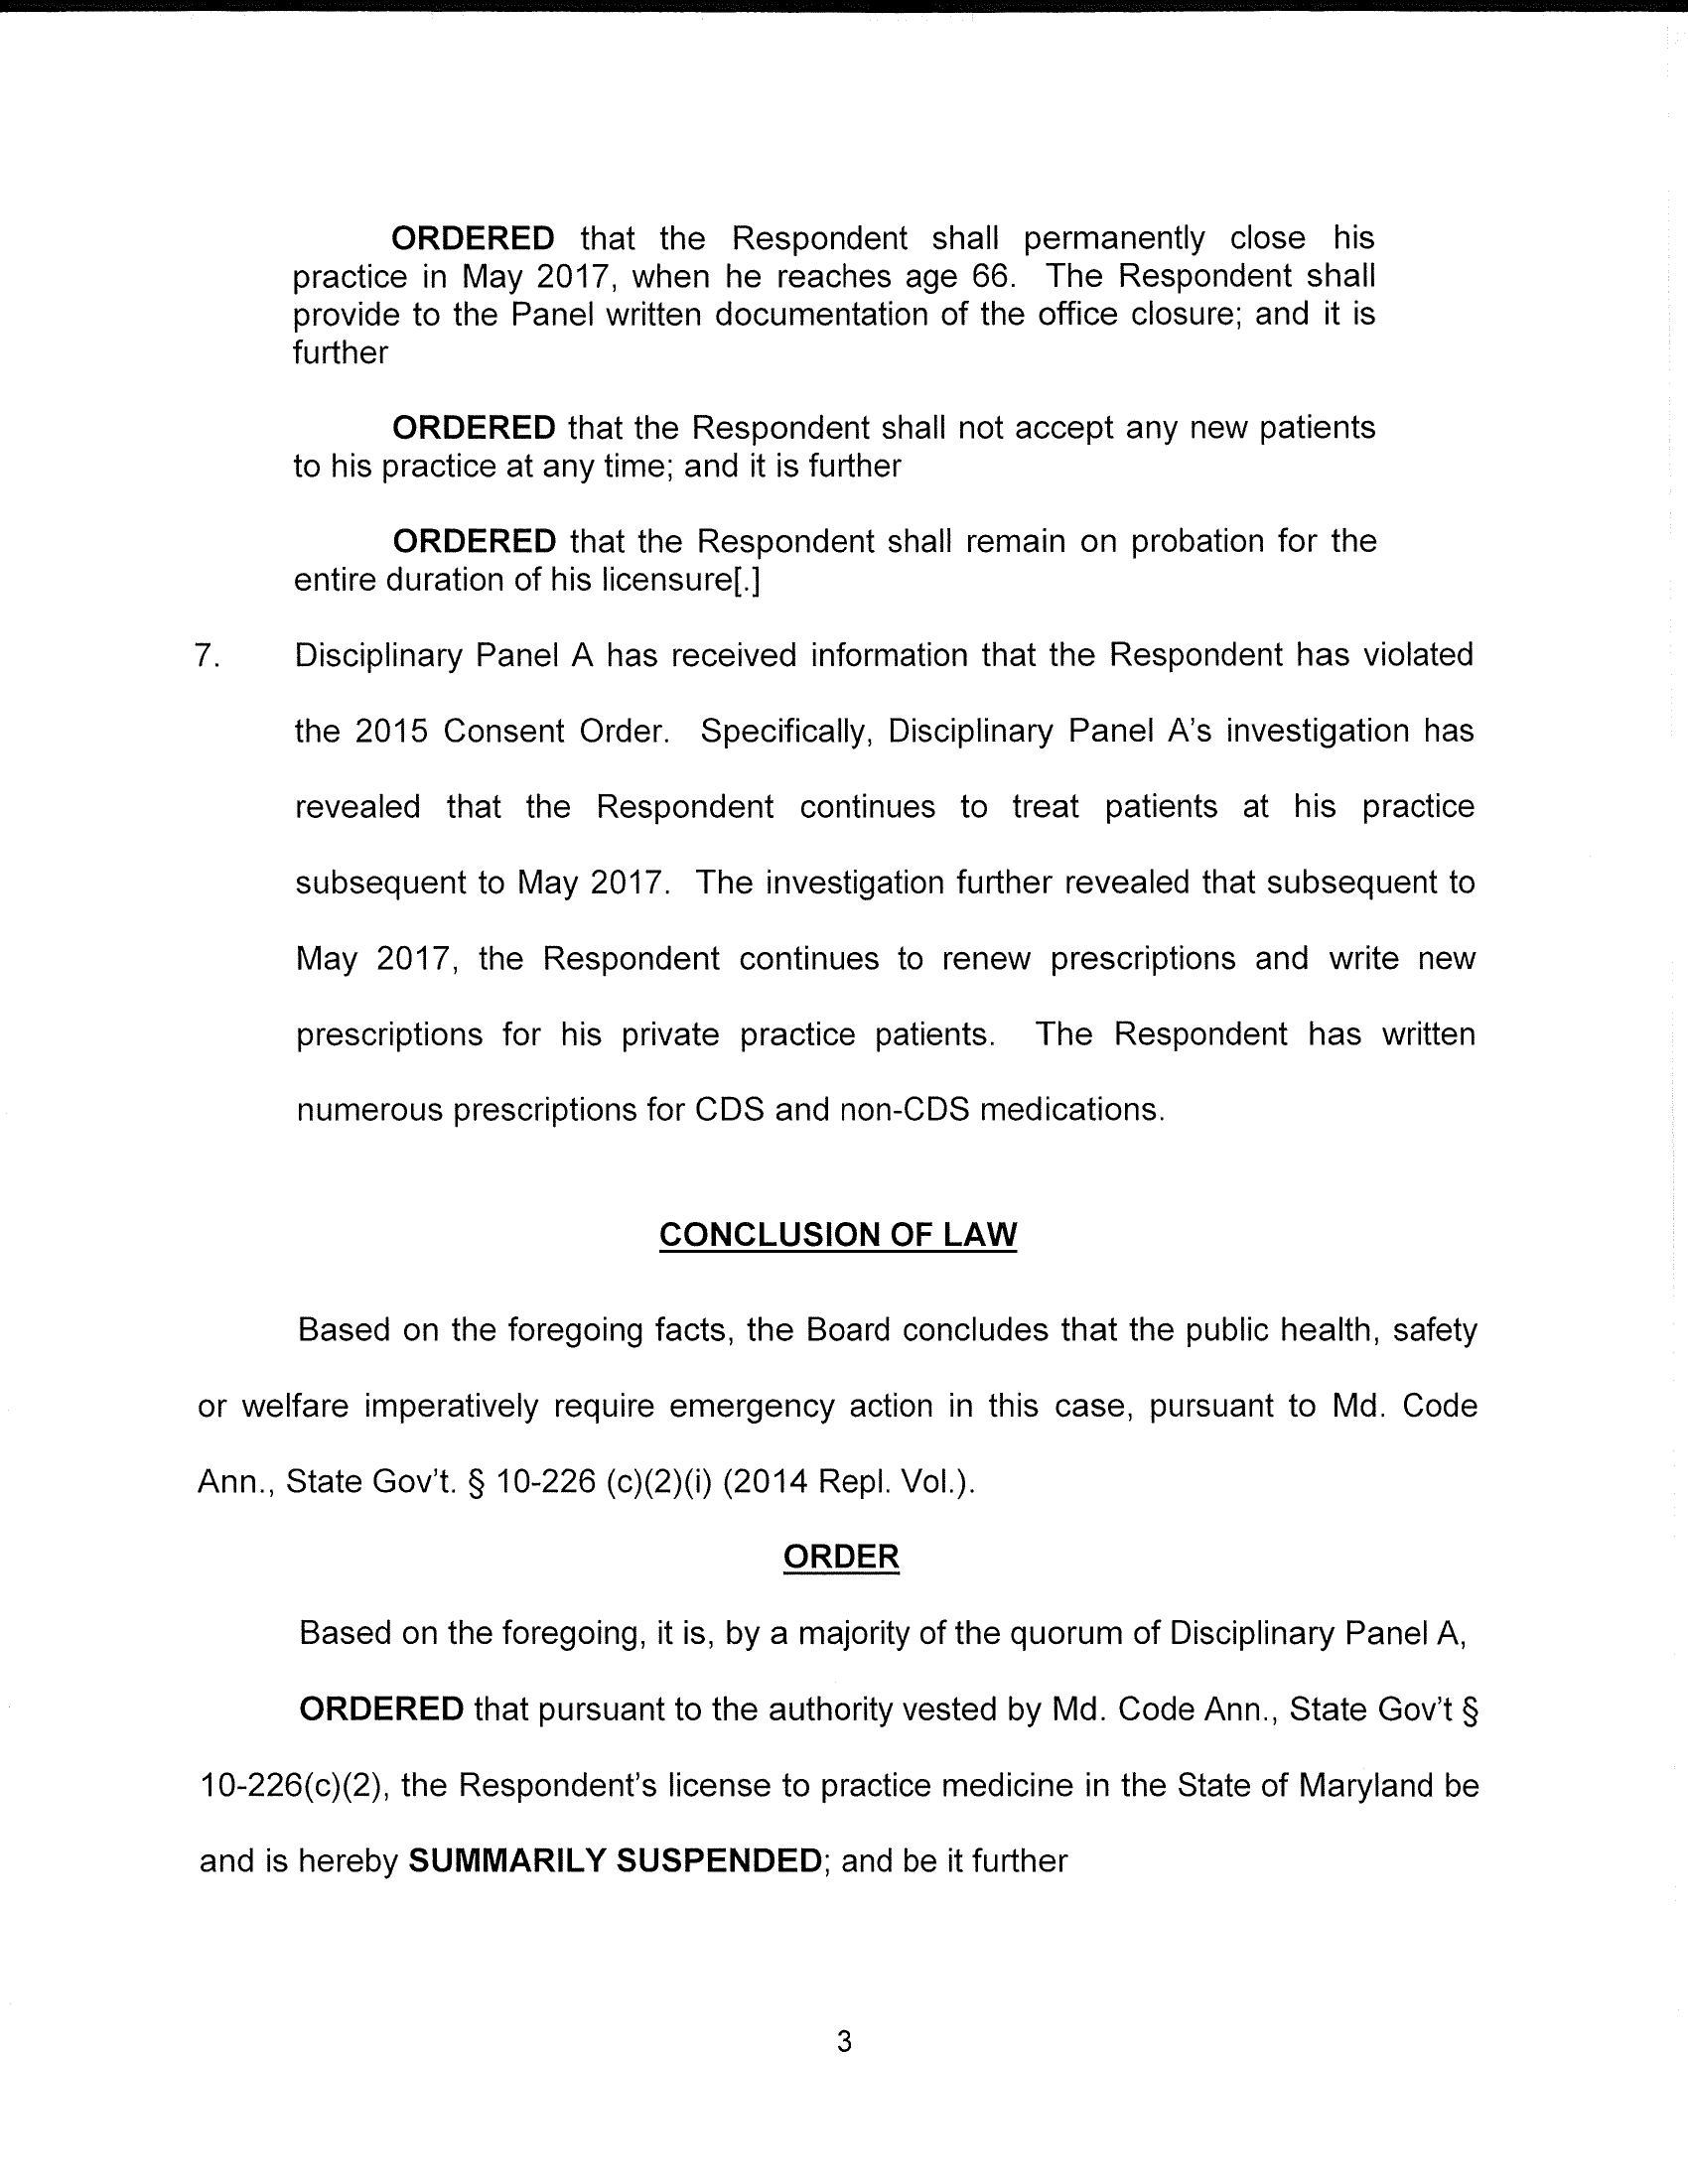 ORDERED that the Respondent shall permanently close his
practice in May 2017, when he reaches age 66. The Respondent shall
provide to the Panel written documentation of the office closure; and it is
further
ORDERED that the Respondent shall not accept any new patients
to his practice at any time; and it is further
ORDERED that the Respondent shall remain on probation for the
entire duration of his licensure[.]
7. Disciplinary Panel A has received information that the Respondent has violated
the 2015 Consent Order. Specifically, Disciplinary Panel A's investigation has
revealed that the Respondent continues to treat patients at his practice
subsequent to May 2017. The investigation further revealed that subsequent to
May 2017, the Respondent continues to renew prescriptions and write new
prescriptions for his private practice patients. The Respondent has written
numerous prescriptions for CDS and non-CDS medications.
CONCLUSION OF LAW
Based on the foregoing facts, the Board concludes that the public health, safety
or welfare imperatively require emergency action in this case, pursuant to Md. Code
Ann., State Gov't. § 10-226 (c)(2)(i) (2014 Repl. Vol.).
ORDER
Based on the foregoing, it is, by a majority of the quorum of Disciplinary Panel A,
ORDERED that pursuant to the authority vested by Md. Code Ann., State Gov't §
10-226(c)(2), the Respondent's license to practice medicine in the State of Maryland be
and is hereby SUMMARILY SUSPENDED; and be it further
3